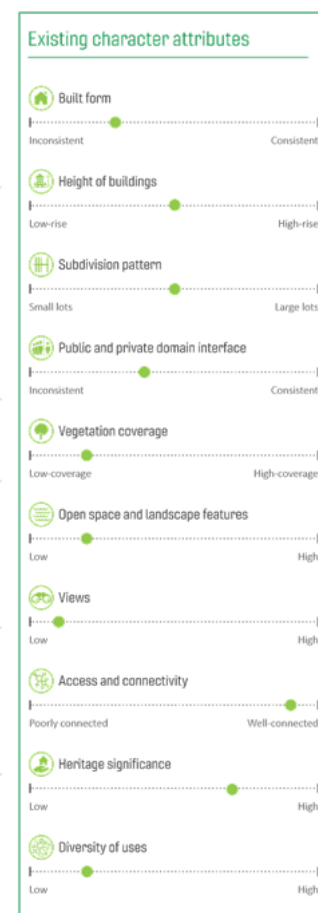 Existing character attributes
Built form
Inconsistent Consistent
Height of buildings
Low-rise High-rise
Subdivision pattern
Small lots Large lots
Public and private domain interface
Inconsistent Consistent
Vegetation coverage
Low-coverage High-coverage
Open space and landscape features
Low High
Views
Low High
Access and connectivity
Poorly connected Well-connected
Heritage significance
Low High
Diversity of uses
Low High